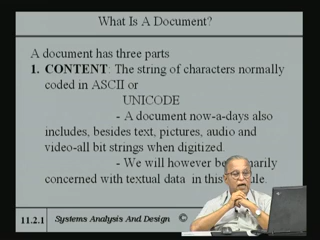 What Is A Document?
A document has three parts
1. CONTENT: The string of characters normally
coded in ASCII or
UNICODE
- A document now-a-days also
includes, besides text, pictures, audio and
video-all bit strings when digitized.
- We will however be
concerned with textual data in this
11.2.1 Systems Analysis And Design ©